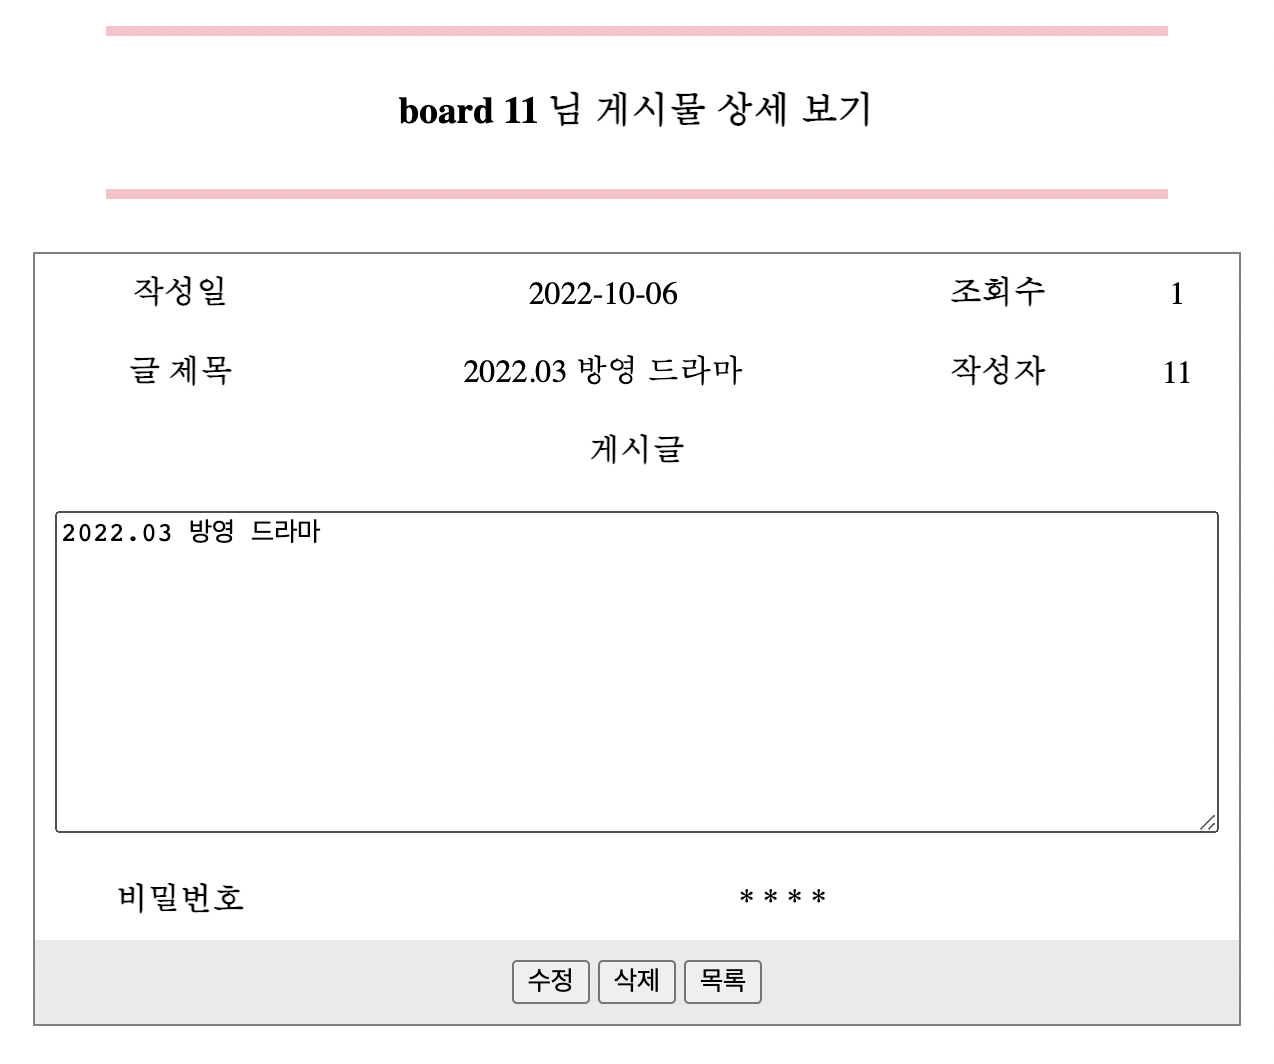 board 11 님 게시물 상세 보기
작성일 2022-10-06 조회수 1
글 제목 2022.03 방영 드라마 작성자 11
게시글
2022.03 방영 드라마
비밀번호 * * * *
수정 삭제 목록